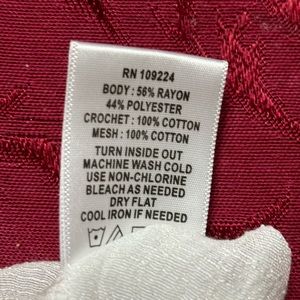 RN 109224
BODY : 56% RAYON
44% POLYESTER
CROCHET : 100% COTTON
MESH : 100% COTTON
TURN INSIDE OUT
MACHINE WASH COLD
USE NON-CHLORINE
BLEACH AS NEEDED
DRY FLAT
COOL IRON IF NEEDED